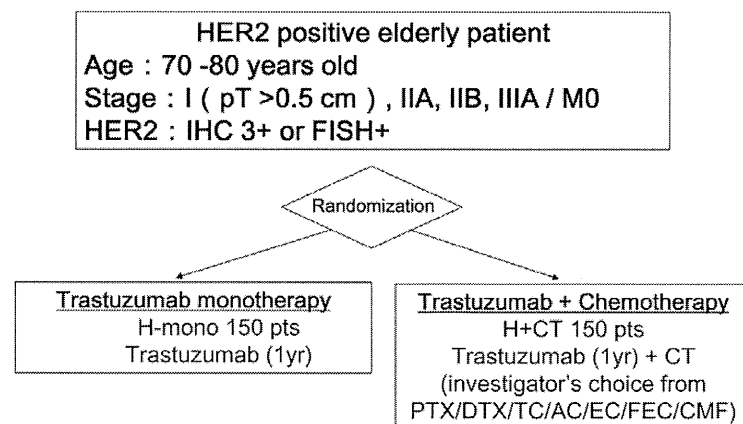 HER2 positive elderly patient
Age : 70 -80 years old
Stage : I ( pT >0.5 cm ) , IIA, IIB, IIIA / M0
HER2 : IHC 3+ or FISH+
Randomization
Trastuzumab monotherapy
H-mono 150 pts
Trastuzumab (1yr)
Trastuzumab + Chemotherapy
H+CT 150 pts
Trastuzumab (1yr) + CT
(investigator's choice from
PTX/DTX/TC/AC/EC/FEC/CMF)